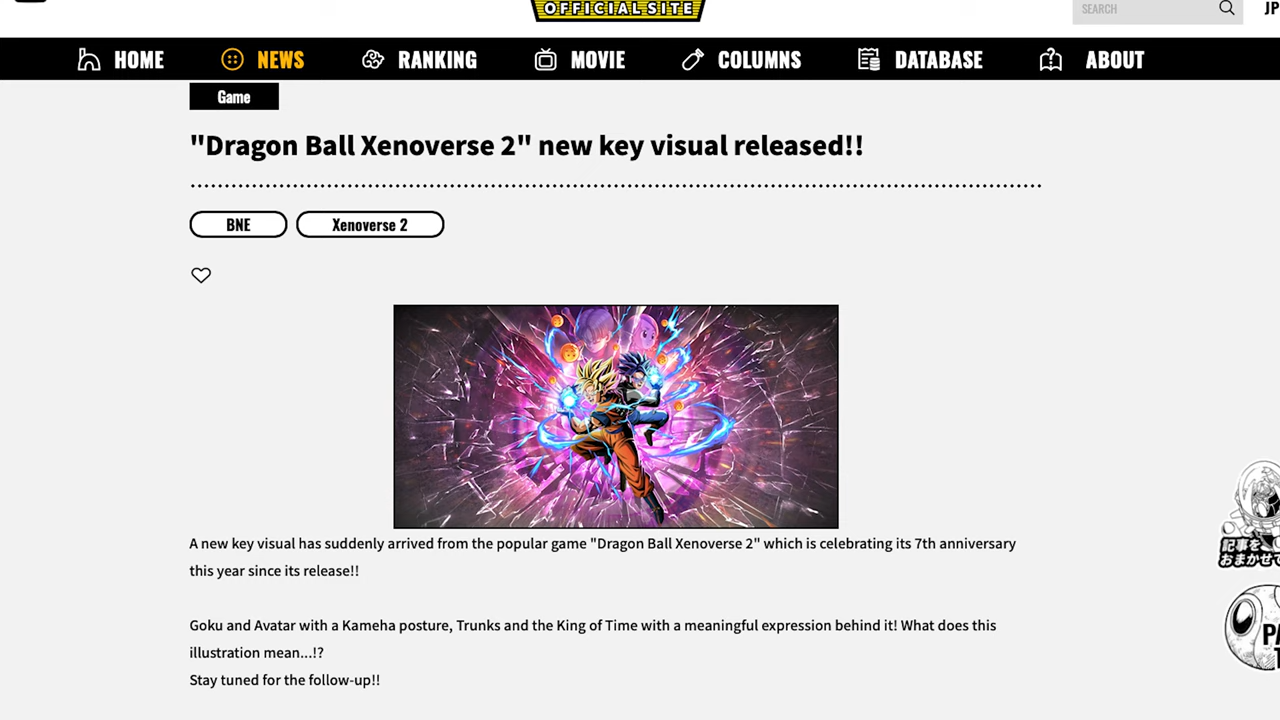 OFFICIAL SITE
SEARCH
JP
HOME NEWS RANKING MOVIE COLUMNS DATABASE ABOUT
Game
"Dragon Ball Xenoverse 2" new key visual released!!
BNE Xenoverse 2
A new key visual has suddenly arrived from the popular game "Dragon Ball Xenoverse 2" which is celebrating its 7th anniversary
this year since its release!!
Goku and Avatar with a Kameha posture, Trunks and the King of Time with a meaningful expression behind it! What does this
illustration mean...!?
Stay tuned for the follow-up!!
記事を
おまかせで